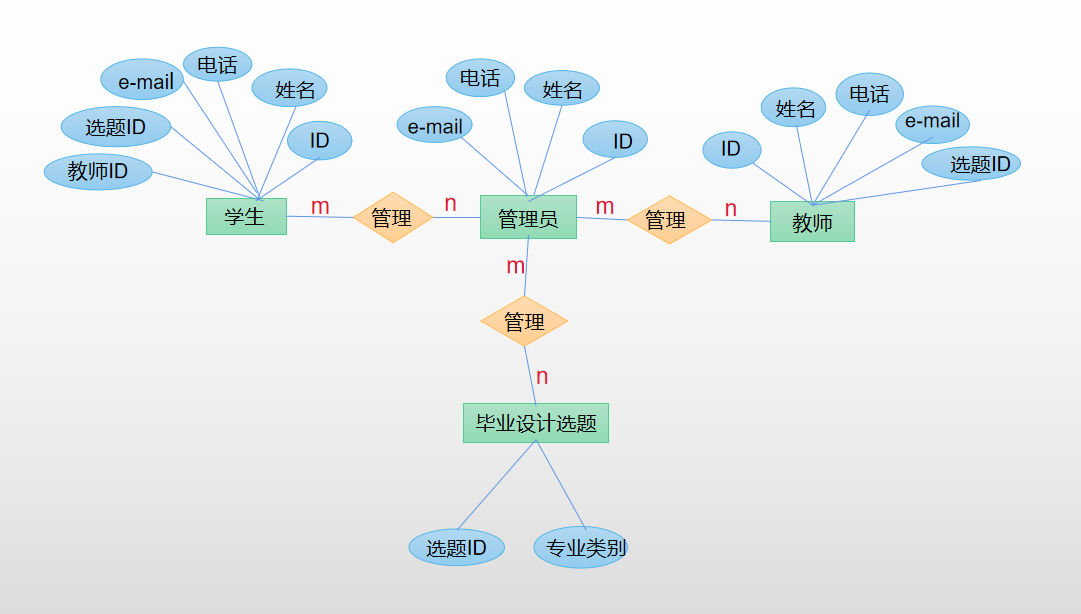 电话
e-mail
姓名
选题ID
ID
教师ID
学生
m
管理
n
电话
姓名
e-mail
ID
管理员
m
管理
n
姓名
电话
e-mail
ID
选题ID
教师
m
管理
n
毕业设计选题
选题ID
专业类别